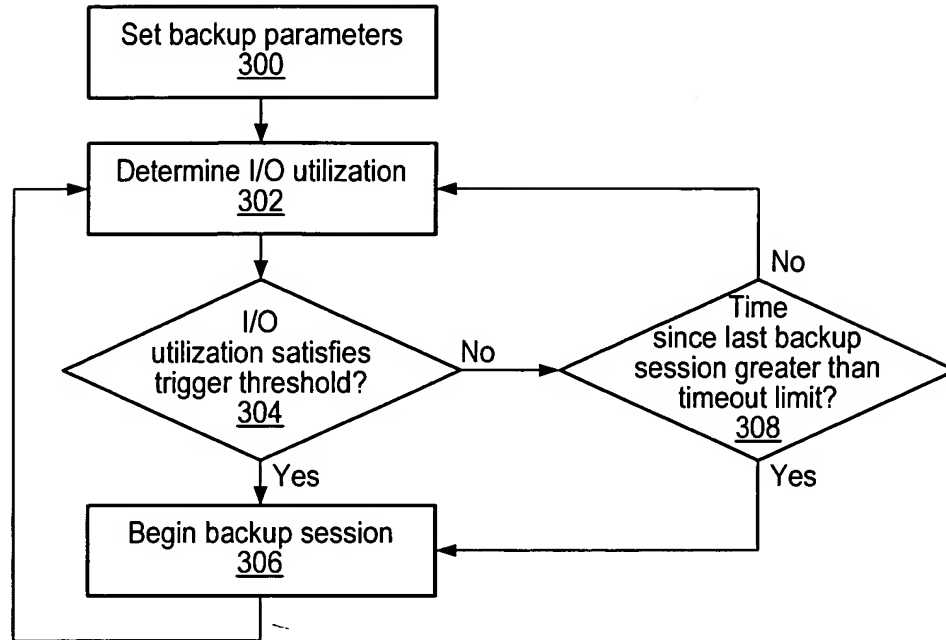 Set backup parameters
300
Determine I/O utilization
302
No
I/O
utilization satisfies
trigger threshold?
304
No
Time
since last backup
session greater than
timeout limit?
308
Yes
Yes
Begin backup session
306